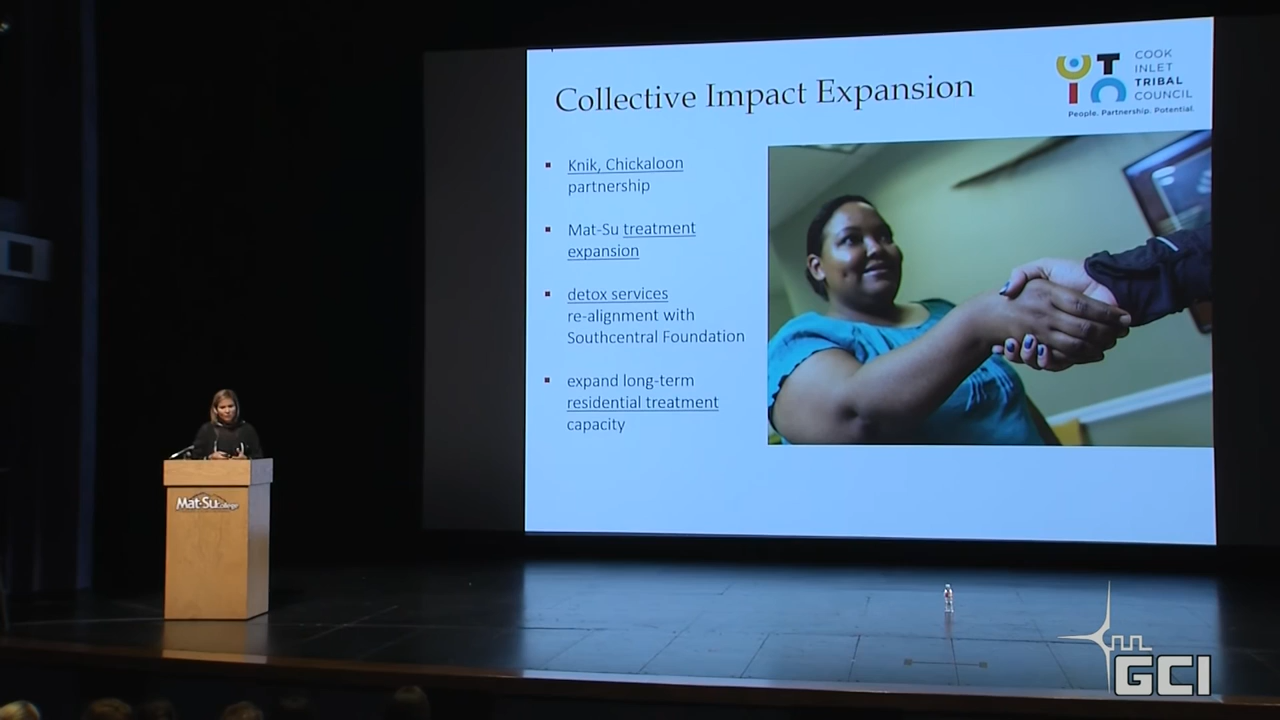 Collective Impact Expansion
COOK
INLET
TRIBAL
COUNCIL
People. Partnership. Potential.
Knik, Chickaloon
partnership
Mat-Su treatment
expansion
detox services
re-alignment with
Southcentral Foundation
expand long-term
residential treatment
capacity
Mat-Su College
GCI